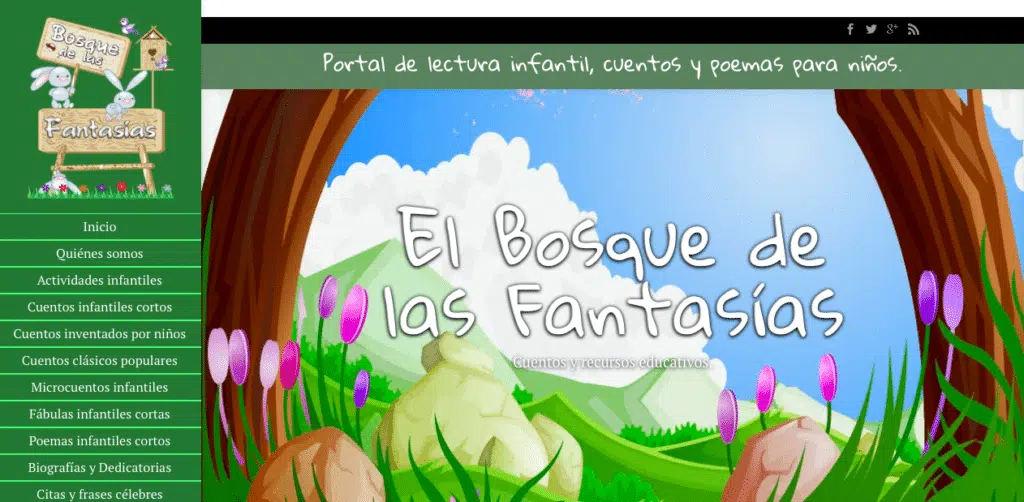 Bosque
de las
Fantasías
Inicio
Quiénes somos
Actividades infantiles
Cuentos infantiles cortos
Cuentos inventados por niños
Cuentos clásicos populares
Microcuentos infantiles
Fábulas infantiles cortas
Poemas infantiles cortos
Biografías y Dedicatorias
Citas y frases célebres
Portal de lectura infantil, cuentos y poemas para niños.
El Bosque de
las Fantasías
Cuentos y recursos educativos